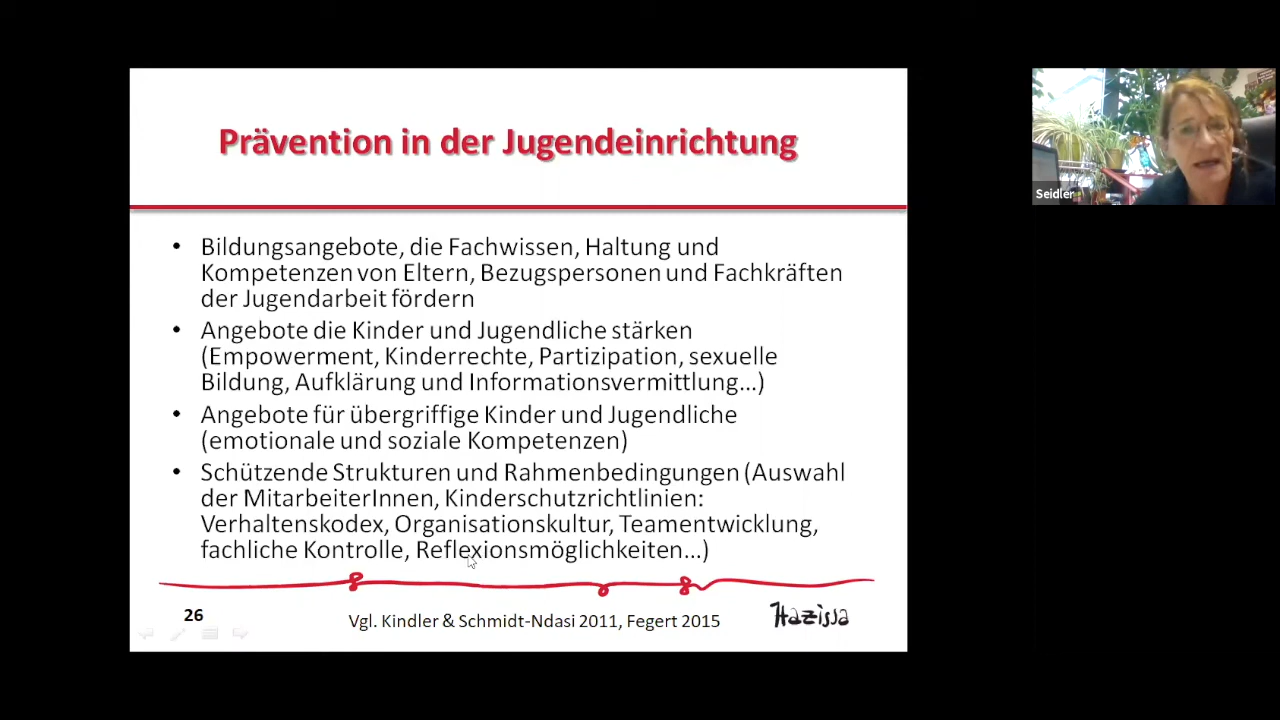 Prävention in der Jugendeinrichtung
• Bildungsangebote, die Fachwissen, Haltung und
Kompetenzen von Eltern, Bezugspersonen und Fachkräften
der Jugendarbeit fördern
• Angebote die Kinder und Jugendliche stärken
(Empowerment, Kinderrechte, Partizipation, sexuelle
Bildung, Aufklärung und Informationsvermittlung...)
• Angebote für übergriffige Kinder und Jugendliche
(emotionale und soziale Kompetenzen)
• Schützende Strukturen und Rahmenbedingungen (Auswahl
der MitarbeiterInnen, Kinderschutzrichtlinien:
Verhaltenskodex, Organisationskultur, Teamentwicklung,
fachliche Kontrolle, Reflexionsmöglichkeiten...)
26
Vgl. Kindler & Schmidt-Ndasi 2011, Fegert 2015
Hazissa
Seidler